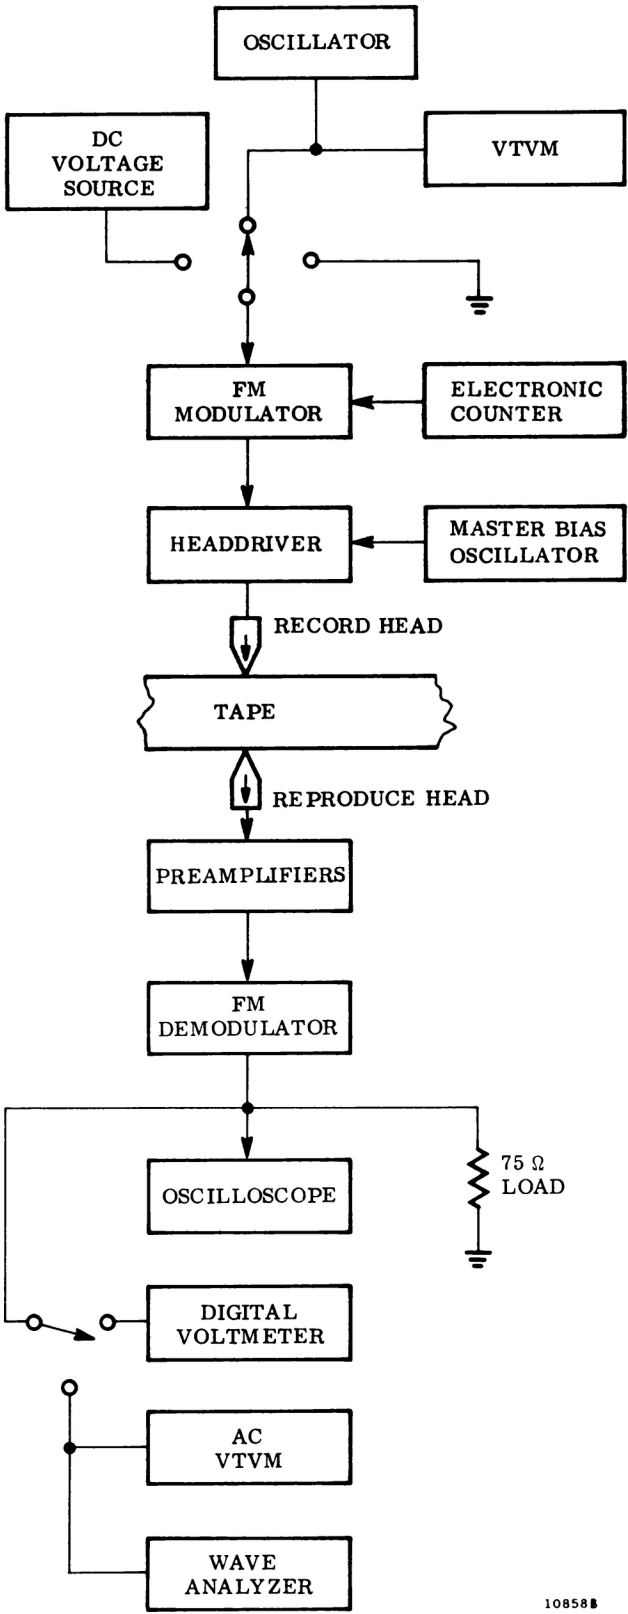 OSCILLATOR
DC
VOLTAGE
SOURCE
VTVM
FM
MODULATOR
ELECTRONIC
COUNTER
HEADDRIVER
MASTER BIAS
OSCILLATOR
RECORD HEAD
TAPE
REPRODUCE HEAD
PREAMPLIFIERS
FM
DEMODULATOR
OSCILLOSCOPE
75 Ω
LOAD
DIGITAL
VOLTMETER
AC
VTVM
WAVE
ANALYZER
10858B